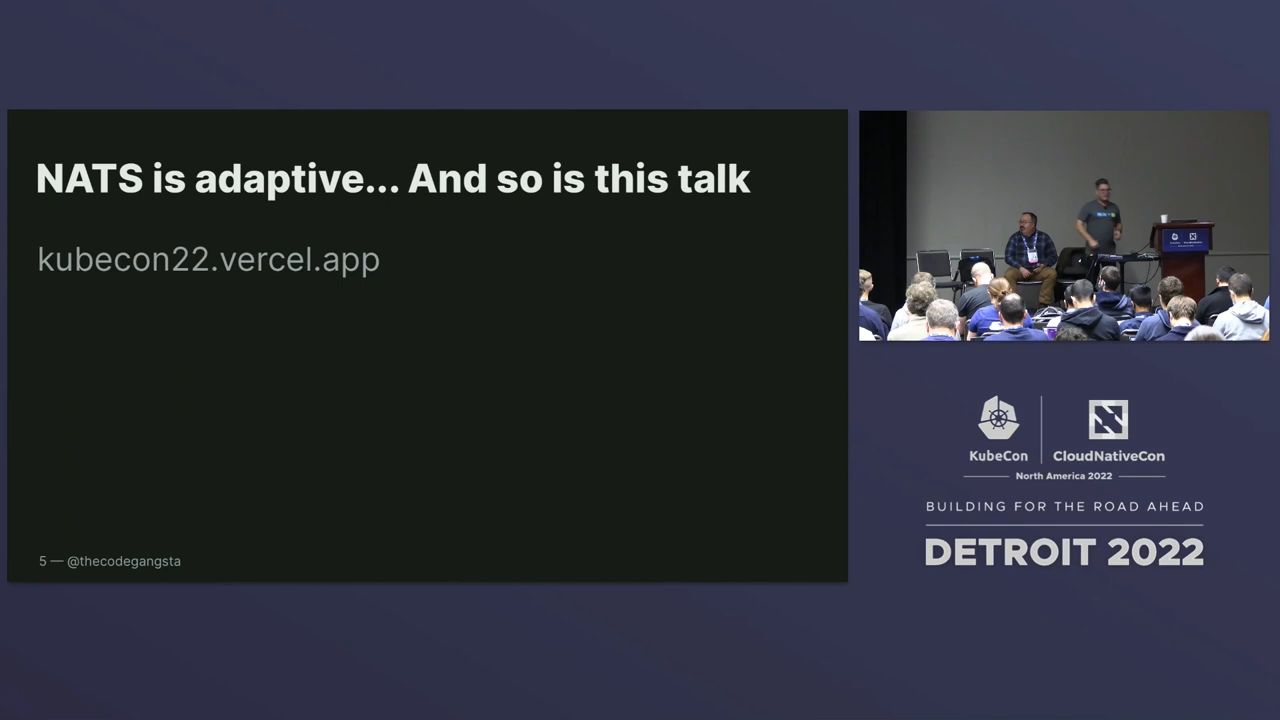 NATS is adaptive... And so is this talk
kubecon22.vercel.app
5 — @thecodegangsta
KubeCon
CloudNativeCon
North America 2022
BUILDING FOR THE ROAD AHEAD
DETROIT 2022